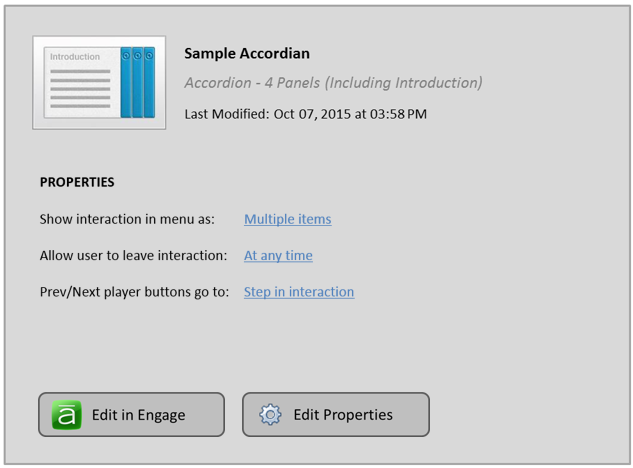 Introduction
Sample Accordian
Accordion - 4 Panels (Including Introduction)
Last Modified: Oct 07, 2015 at 03:58 PM
PROPERTIES
Show interaction in menu as: Multiple items
Allow user to leave interaction: At any time
Prev/Next player buttons go to: Step in interaction
ā Edit in Engage
Edit Properties